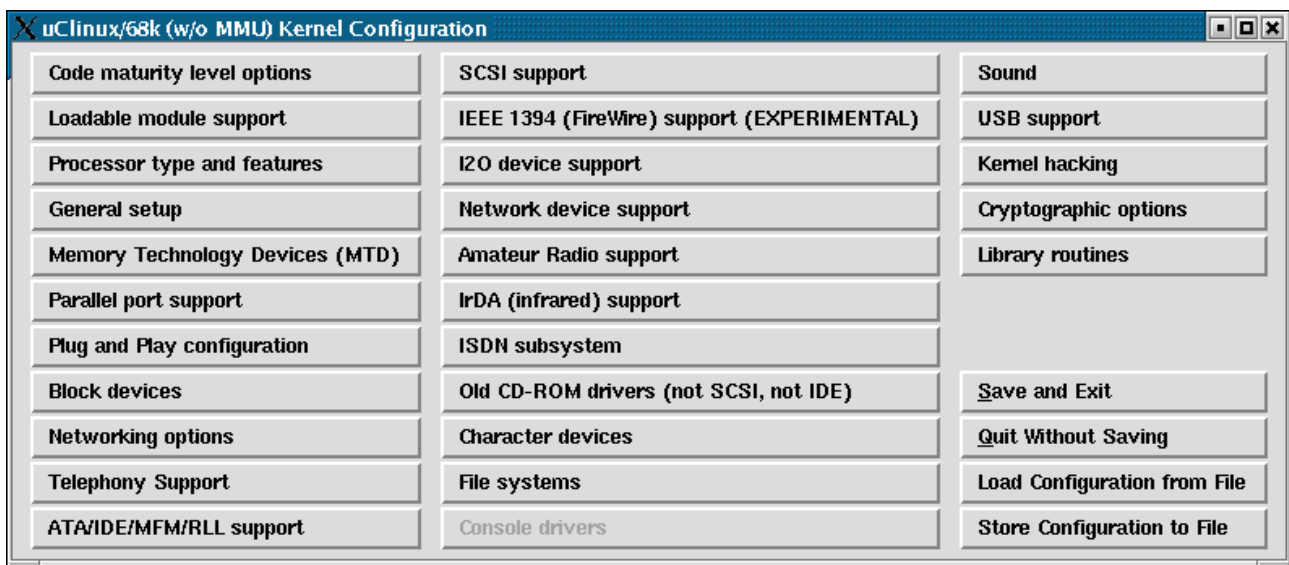 uClinux/68k (w/o MMU) Kernel Configuration
Code maturity level options
Loadable module support
Processor type and features
General setup
Memory Technology Devices (MTD)
Parallel port support
Plug and Play configuration
Block devices
Networking options
Telephony Support
ATA/IDE/MFM/RLL support
SCSI support
IEEE 1394 (FireWire) support (EXPERIMENTAL)
I2O device support
Network device support
Amateur Radio support
IrDA (infrared) support
ISDN subsystem
Old CD-ROM drivers (not SCSI, not IDE)
Character devices
File systems
Console drivers
Sound
USB support
Kernel hacking
Cryptographic options
Library routines
Save and Exit
Quit Without Saving
Load Configuration from File
Store Configuration to File